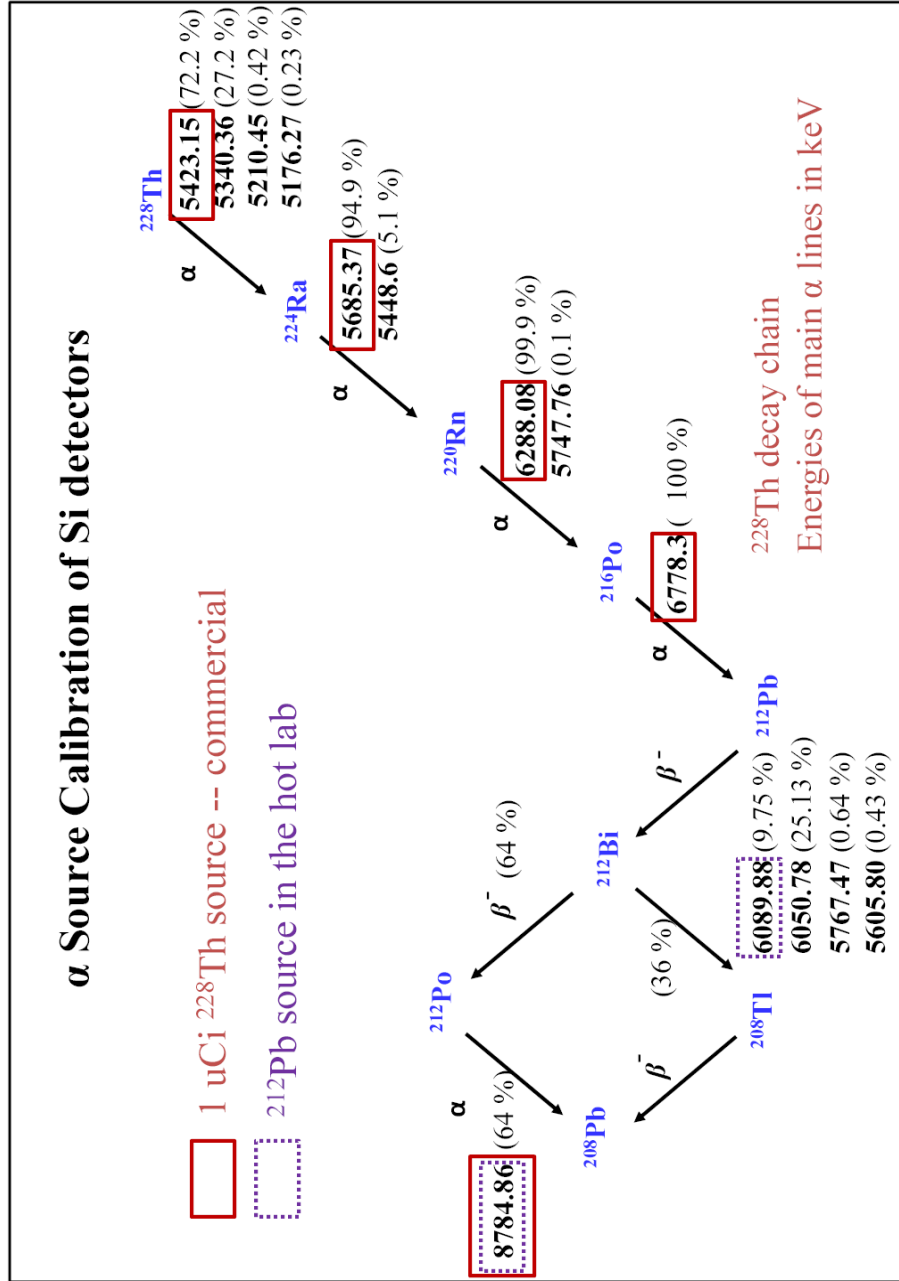 α Source Calibration of Si detectors
1 uCi ²²⁸Th source -- commercial
²¹²Pb source in the hot lab
²²⁸Th
5423.15 (72.2 %)
5340.36 (27.2 %)
5210.45 (0.42 %)
5176.27 (0.23 %)
α
²²⁴Ra
5685.37 (94.9 %)
5448.6 (5.1 %)
α
²²⁰Rn
6288.08 (99.9 %)
5747.76 (0.1 %)
α
²¹⁶Po
6778.3 ( 100 %)
α
²¹²Pb
β⁻
²¹²Bi
β⁻ (64 %)
²¹²Po
α
8784.86 (64 %)
²⁰⁸Pb
(36 %)
6089.88 (9.75 %)
6050.78 (25.13 %)
5767.47 (0.64 %)
5605.80 (0.43 %)
²⁰⁸Tl
β⁻
²²⁸Th decay chain
Energies of main α lines in keV